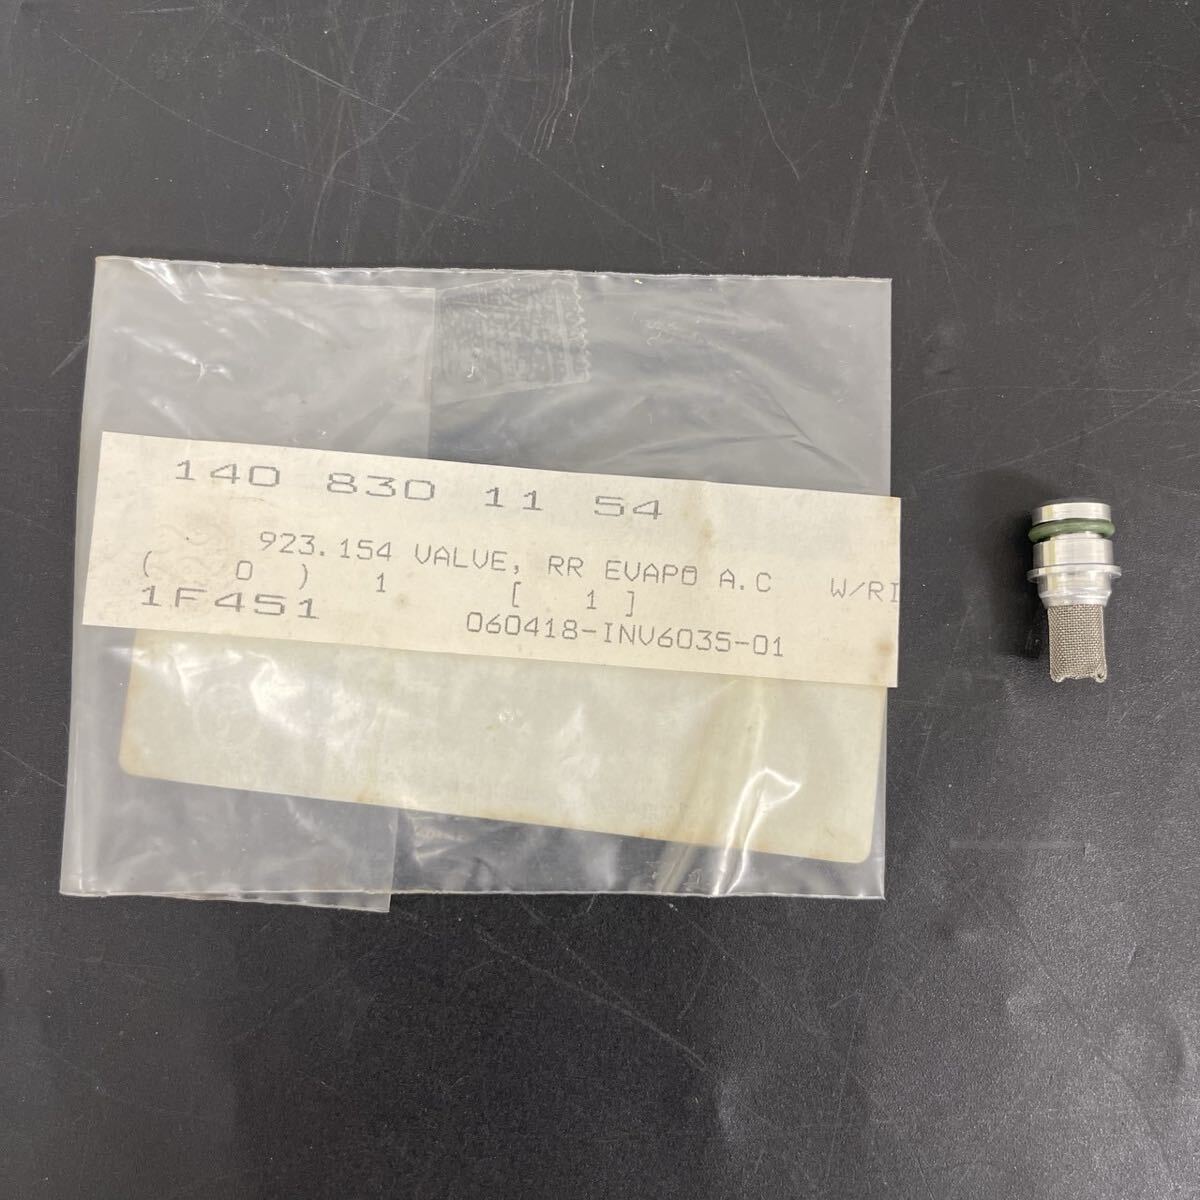 140 830 11 54
923.154 VALVE, RR EVAPO A.C W/RI
( 0 ) 1 [ 1 ]
1F451 060418-INV6035-01